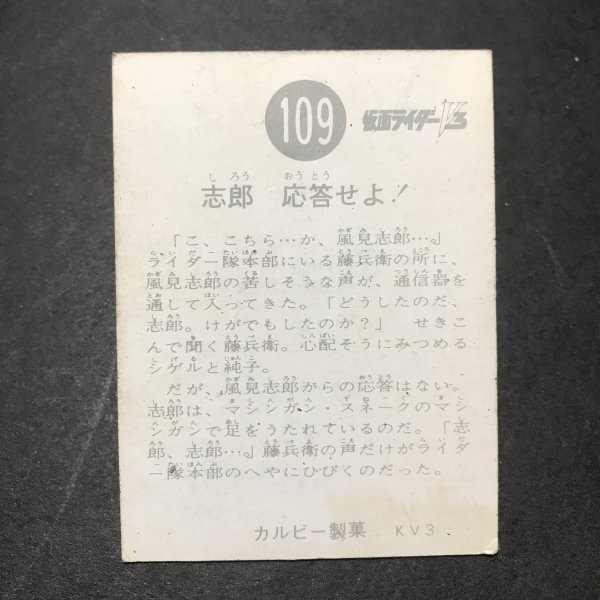 109
仮面ライダーV3
志郎 応答せよ！
「こ、こちら…か、風見志郎…。」
ライダー隊本部にいる藤兵衛の所に、
風見志郎の苦しそうな声が、通信器を
通して入ってきた。「どうしたのだ、
志郎。けがでもしたのか？」 せきこ
んで聞く藤兵衛。心配そうにみつめる
シゲルと純子。
だが、風見志郎からの応答はない。
志郎は、マシンガン・スネークのマシ
ンガンで足をうたれているのだ。「志
郎、志郎…。」藤兵衛の声だけがライダ
ー隊本部のへやにひびくのだった。
カルビー製菓 KV3